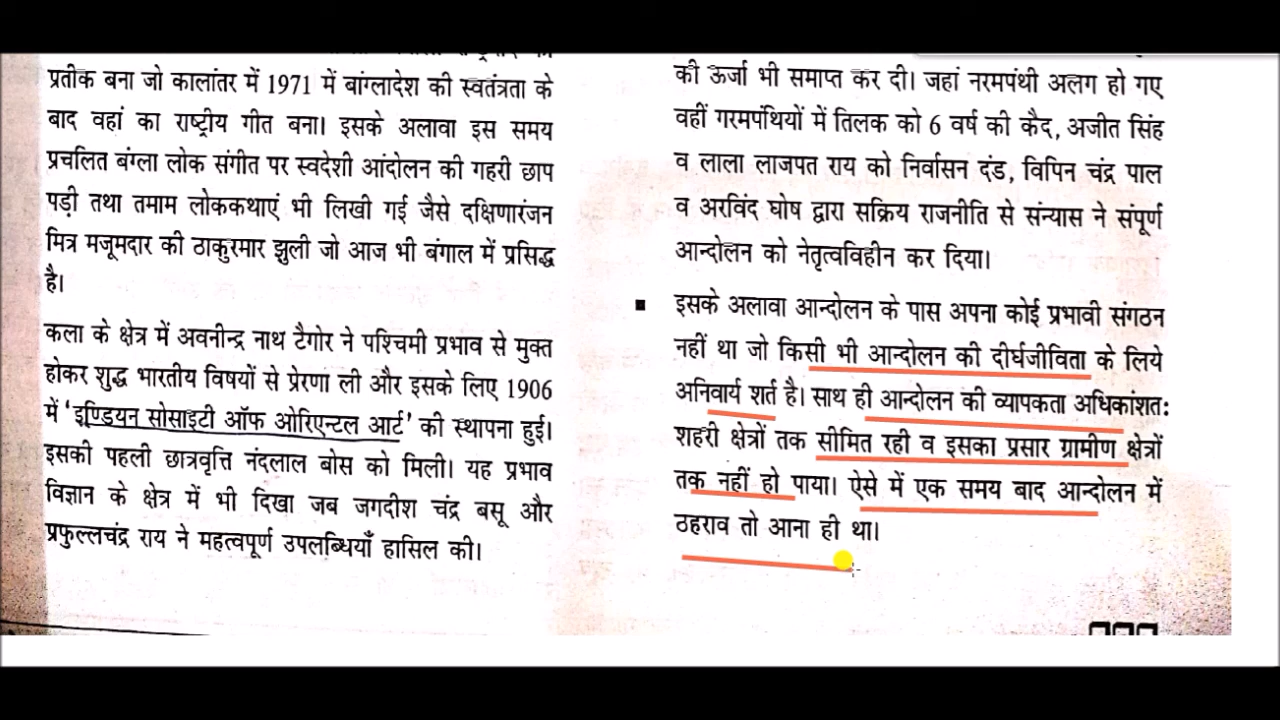 प्रतीक बना जो कालांतर में 1971 में बांग्लादेश की स्वतंत्रता के
बाद वहां का राष्ट्रीय गीत बना। इसके अलावा इस समय
प्रचलित बंग्ला लोक संगीत पर स्वदेशी आंदोलन की गहरी छाप
पड़ी तथा तमाम लोककथाएं भी लिखी गई जैसे दक्षिणारंजन
मित्र मजूमदार की ठाकुरमार झुली जो आज भी बंगाल में प्रसिद्ध
है।
कला के क्षेत्र में अवनीन्द्र नाथ टैगोर ने पश्चिमी प्रभाव से मुक्त
होकर शुद्ध भारतीय विषयों से प्रेरणा ली और इसके लिए 1906
में 'इण्डियन सोसाइटी ऑफ ओरिएन्टल आर्ट' की स्थापना हुई।
इसकी पहली छात्रवृत्ति नंदलाल बोस को मिली। यह प्रभाव
विज्ञान के क्षेत्र में भी दिखा जब जगदीश चंद्र बसू और
प्रफुल्लचंद्र राय ने महत्वपूर्ण उपलब्धियाँ हासिल की।
की ऊर्जा भी समाप्त कर दी। जहां नरमपंथी अलग हो गए
वहीं गरमपंथियों में तिलक को 6 वर्ष की कैद, अजीत सिंह
व लाला लाजपत राय को निर्वासन दंड, विपिन चंद्र पाल
व अरविंद घोष द्वारा सक्रिय राजनीति से संन्यास ने संपूर्ण
आन्दोलन को नेतृत्वविहीन कर दिया।
▪ इसके अलावा आन्दोलन के पास अपना कोई प्रभावी संगठन
नहीं था जो किसी भी आन्दोलन की दीर्घजीविता के लिये
अनिवार्य शर्त है। साथ ही आन्दोलन की व्यापकता अधिकांशत:
शहरी क्षेत्रों तक सीमित रही व इसका प्रसार ग्रामीण क्षेत्रों
तक नहीं हो पाया। ऐसे में एक समय बाद आन्दोलन में
ठहराव तो आना ही था।